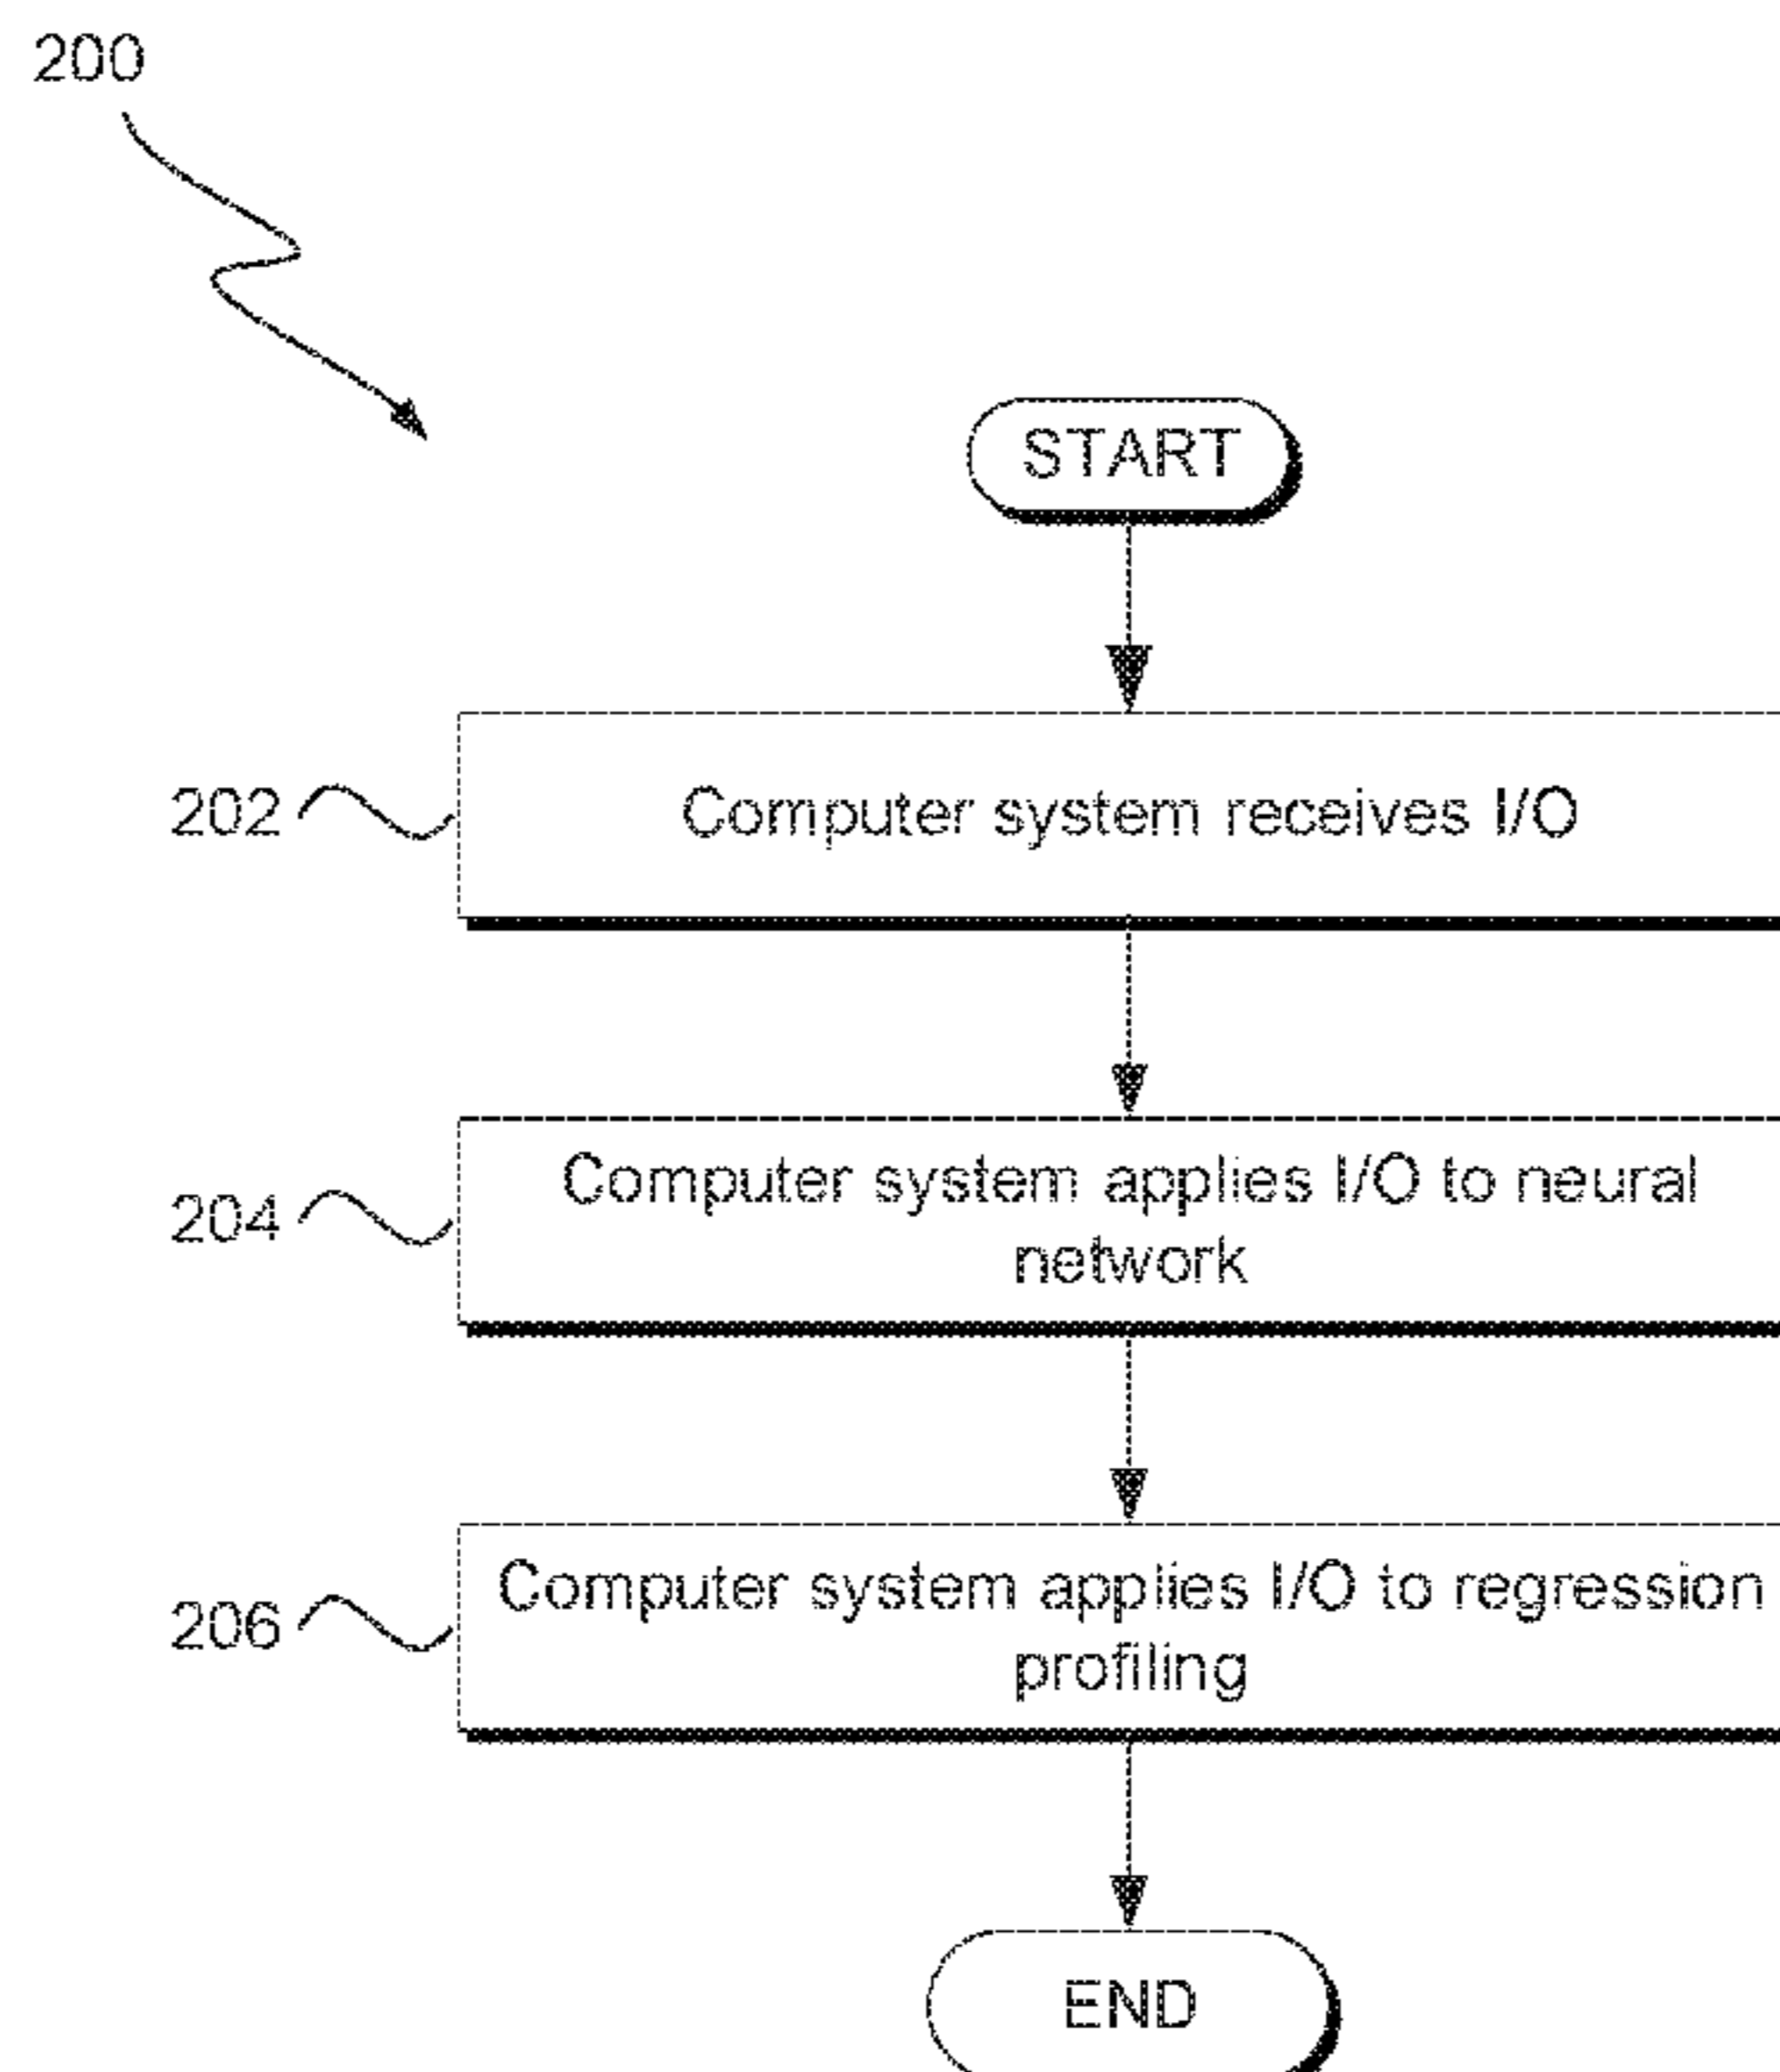 200
START
202
Computer system receives I/O
204
Computer system applies I/O to neural
network
206
Computer system applies I/O to regression
profiling
END